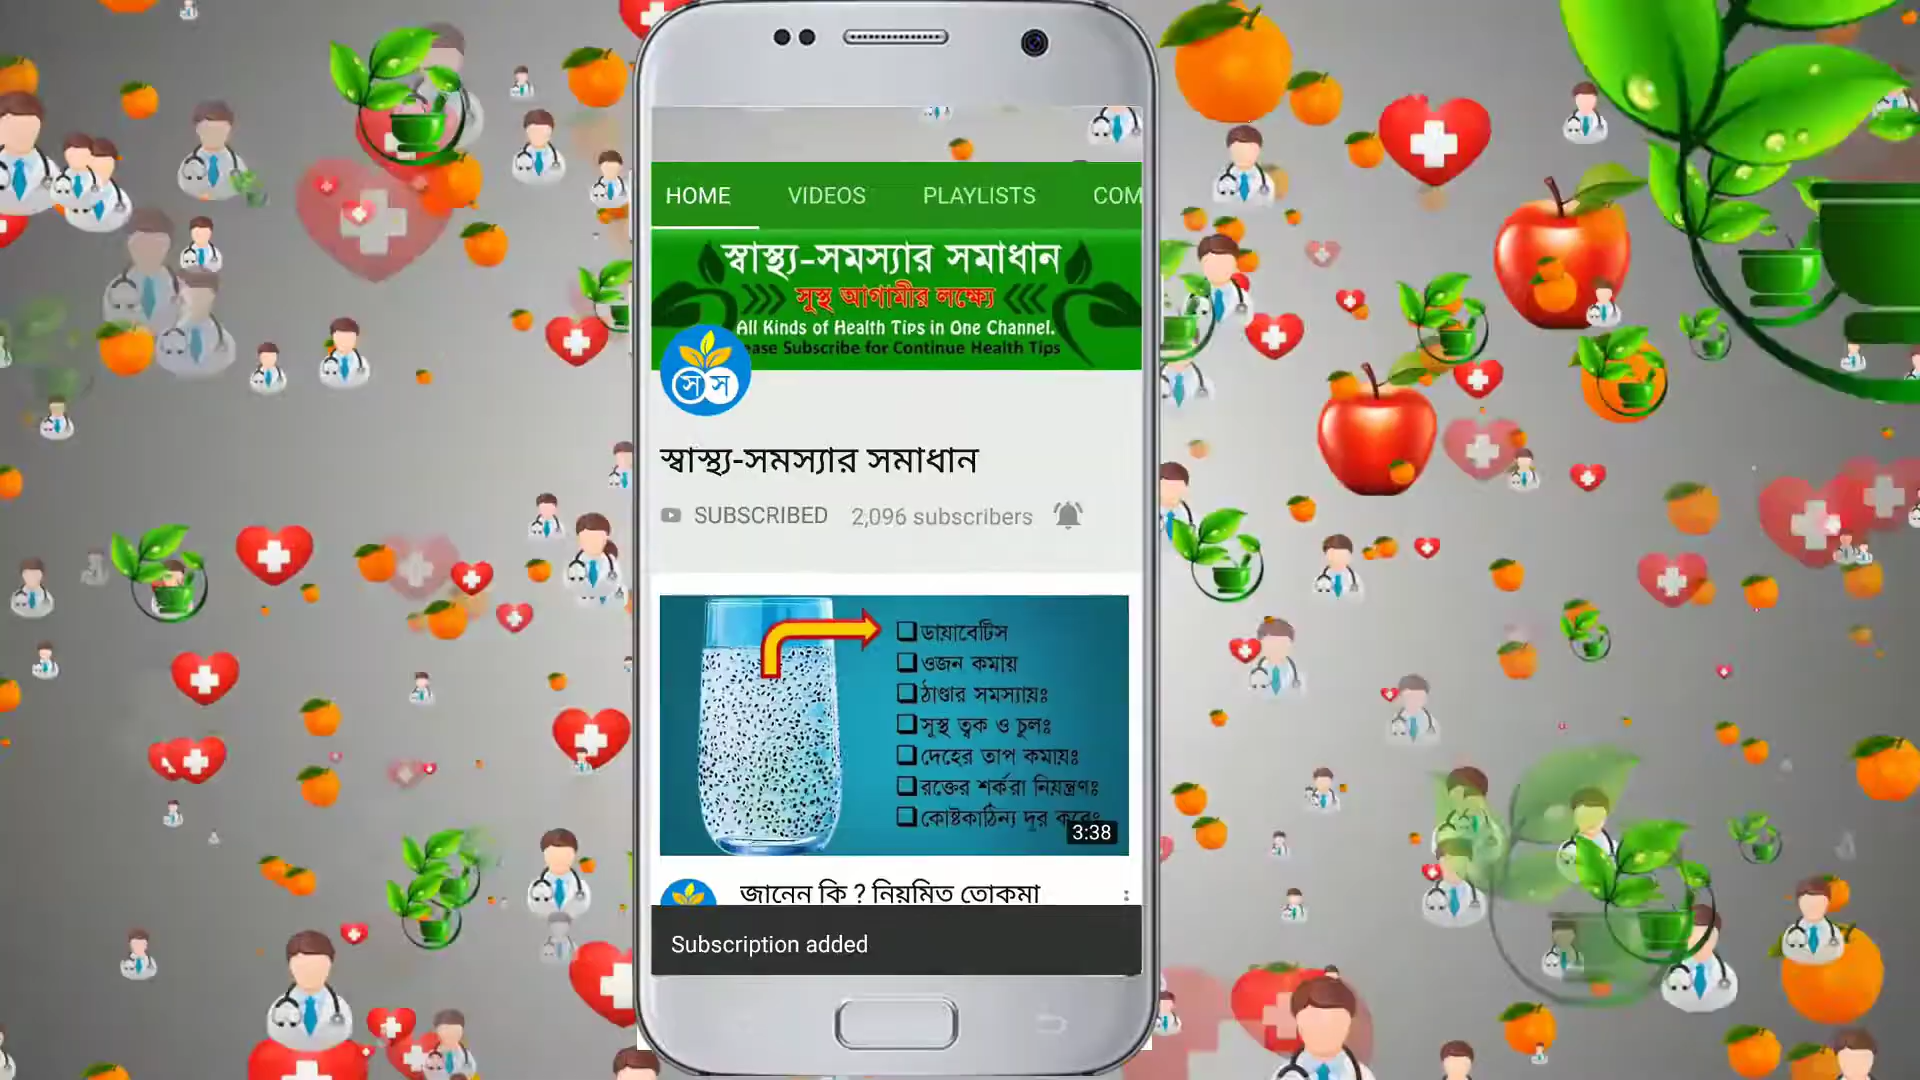 HOME VIDEOS PLAYLISTS COM
স্বাস্থ্য-সমস্যার সমাধান
সুস্থ আগামীর লক্ষ্যে
All Kinds of Health Tips in One Channel.
ease Subscribe for Continue Health Tips
স স
স্বাস্থ্য-সমস্যার সমাধান
SUBSCRIBED 2,096 subscribers
ডায়াবেটিস
ওজন কমায়
ঠাণ্ডার সমস্যায়ঃ
সুস্থ ত্বক ও চুলঃ
দেহের তাপ কমায়ঃ
রক্তের শর্করা নিয়ন্ত্রণঃ
কোষ্টকাঠিন্য দূর করেঃ
3:38
জানেন কি ? নিয়মিত তোকমা
Subscription added